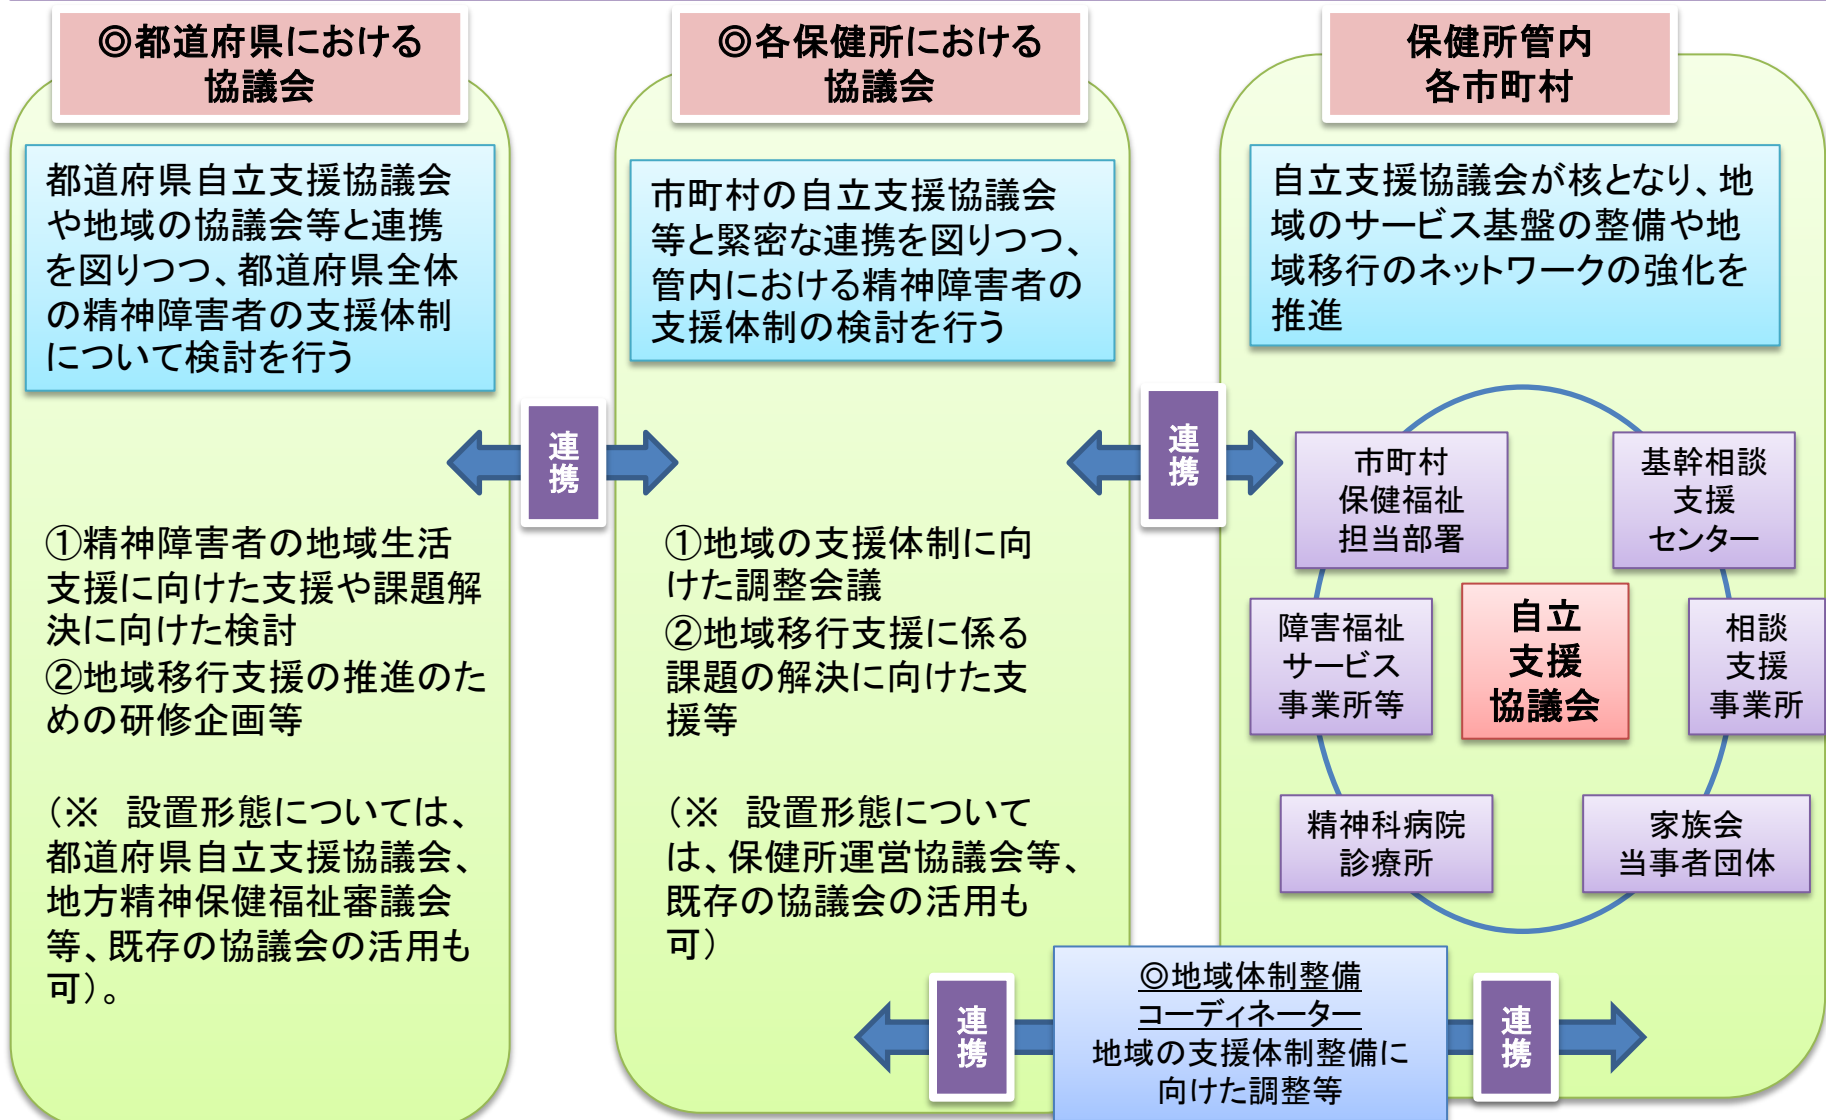 ◎都道府県における
協議会
都道府県自立支援協議会
や地域の協議会等と連携
を図りつつ、都道府県全体
の精神障害者の支援体制
について検討を行う
①精神障害者の地域生活
支援に向けた支援や課題解
決に向けた検討
②地域移行支援の推進のた
めの研修企画等
(※　設置形態については、
都道府県自立支援協議会、
地方精神保健福祉審議会
等、既存の協議会の活用も
可)。
連
携
◎各保健所における
協議会
市町村の自立支援協議会
等と緊密な連携を図りつつ、
管内における精神障害者の
支援体制の検討を行う
①地域の支援体制に向
けた調整会議
②地域移行支援に係る
課題の解決に向けた支
援等
(※　設置形態について
は、保健所運営協議会等、
既存の協議会の活用も
可)
連
携
保健所管内
各市町村
自立支援協議会が核となり、地
域のサービス基盤の整備や地
域移行のネットワークの強化を
推進
市町村
保健福祉
担当部署
基幹相談
支援
センター
障害福祉
サービス
事業所等
自立
支援
協議会
相談
支援
事業所
精神科病院
診療所
家族会
当事者団体
連
携
◎地域体制整備
コーディネーター
地域の支援体制整備に
向けた調整等
連
携